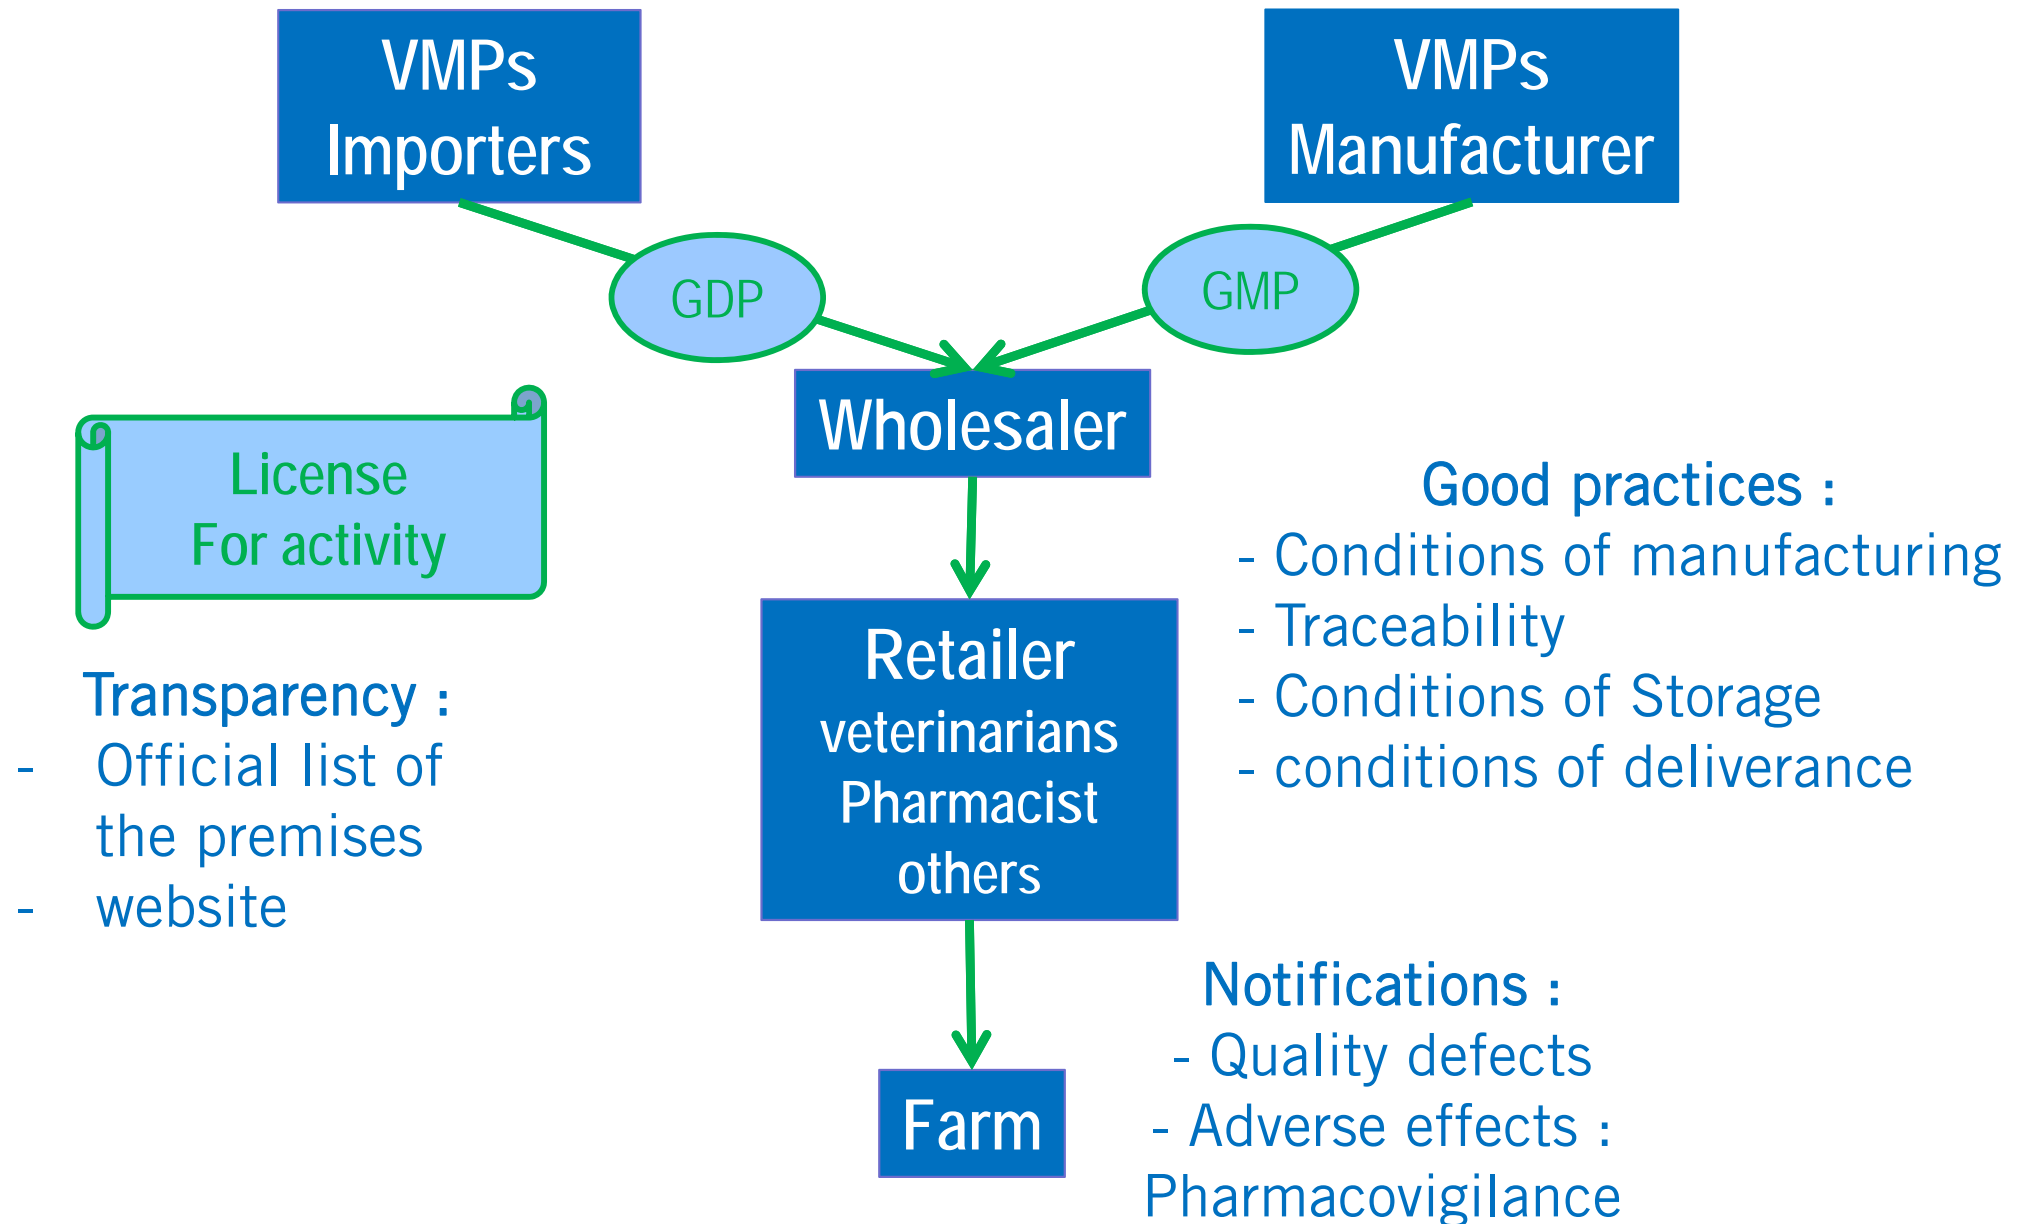 VMPs
Importers
VMPs
Manufacturer
GDP
GMP
Wholesaler
License
For activity
Transparency :
- Official list of
the premises
- website
Retailer
veterinarians
Pharmacist
others
Good practices :
- Conditions of manufacturing
- Traceability
- Conditions of Storage
- conditions of deliverance
Farm
Notifications :
- Quality defects
- Adverse effects :
Pharmacovigilance